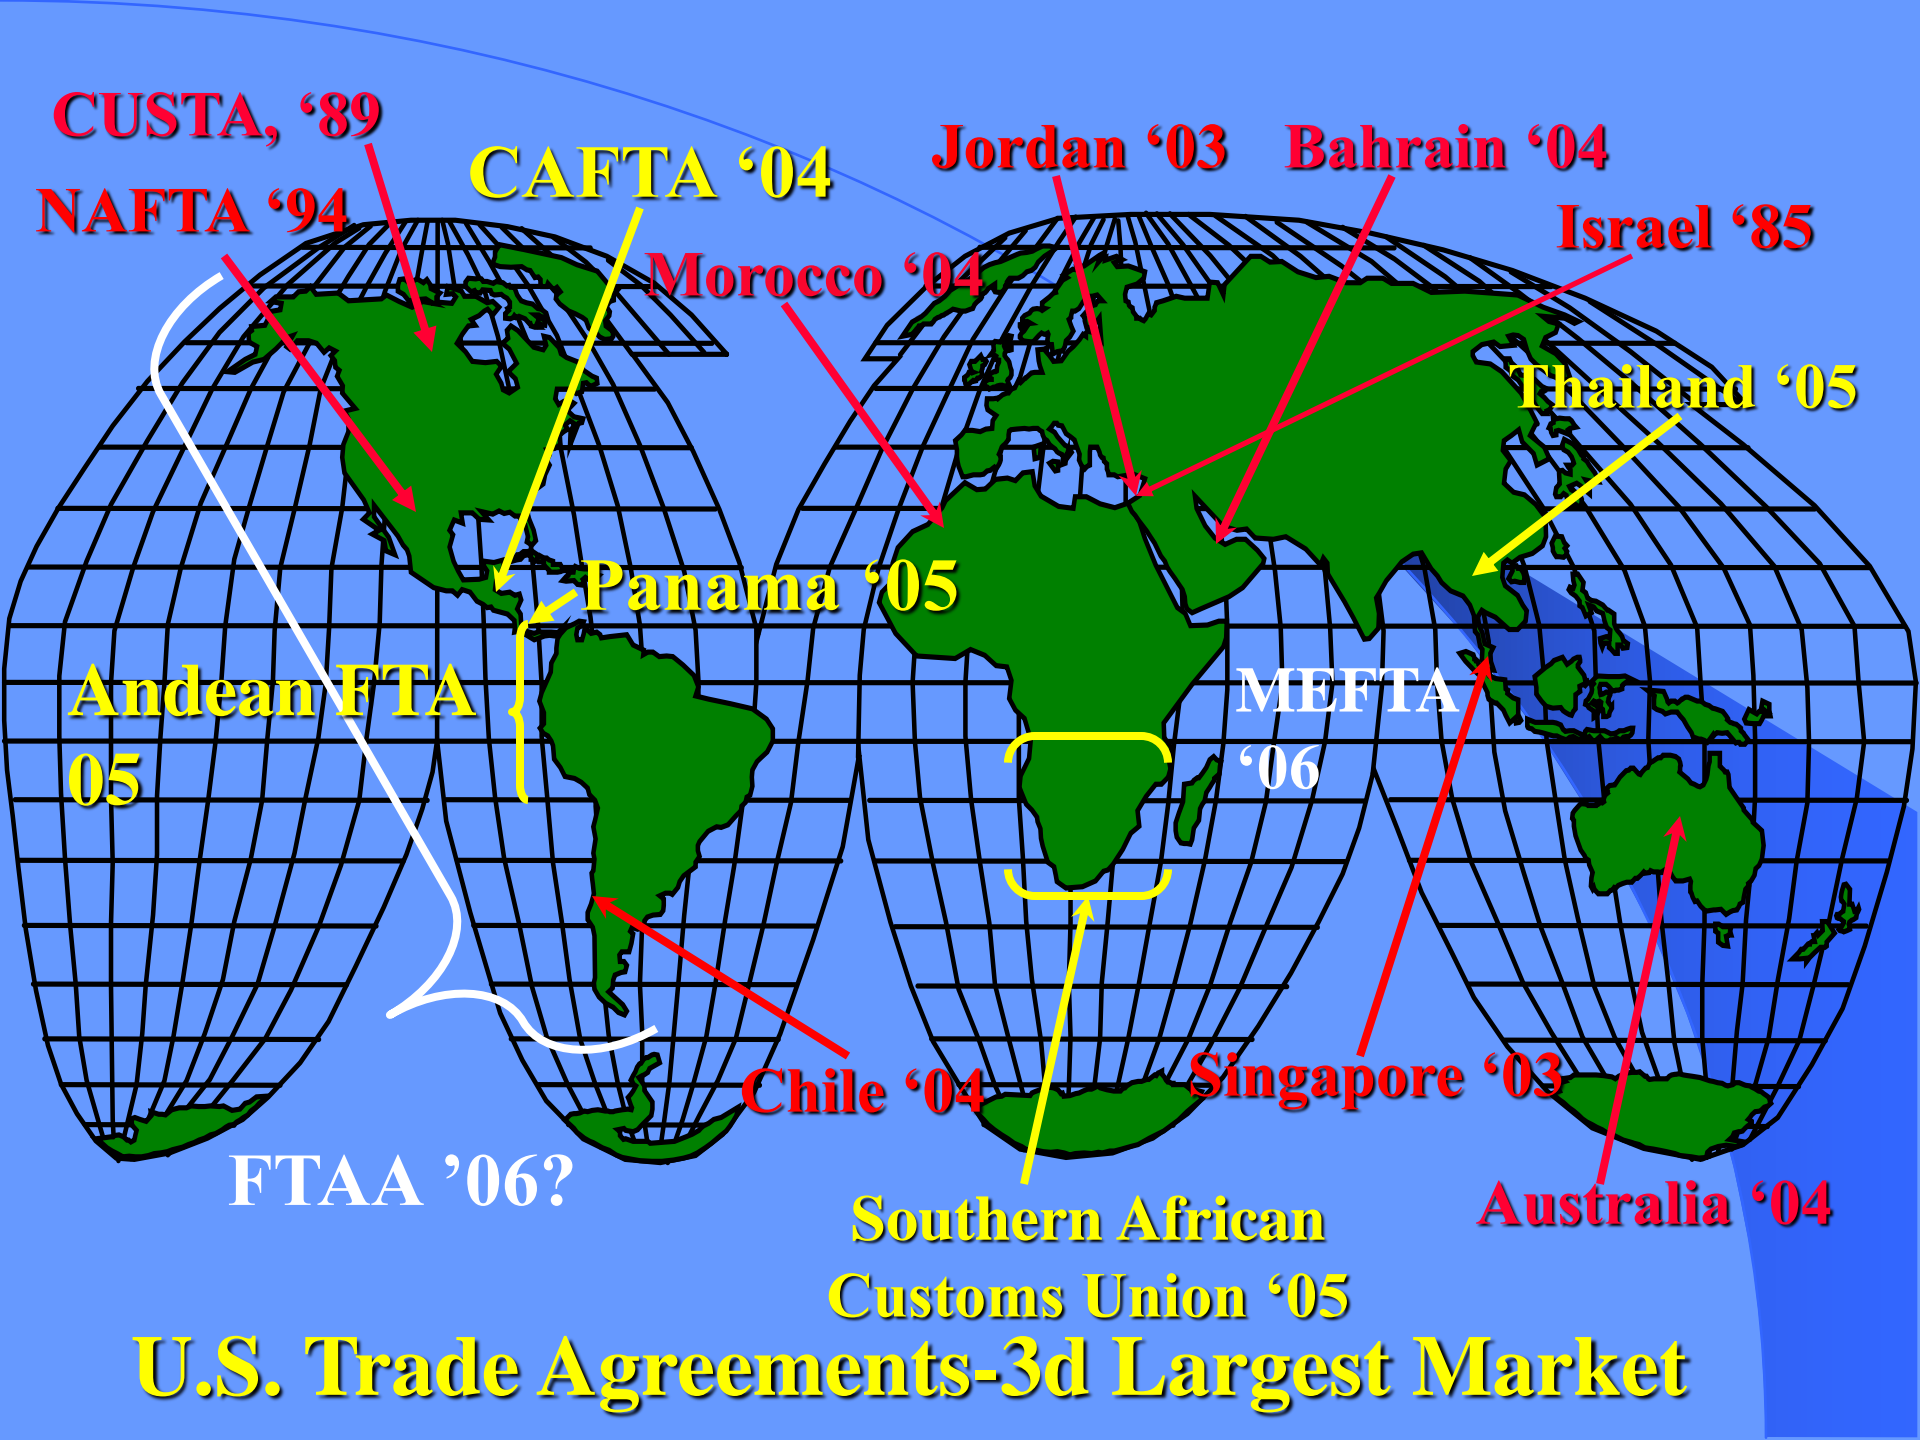 CUSTA, ‘89
Jordan ‘03
Bahrain ‘04
CAFTA ‘04
NAFTA ‘94
Israel ‘85
Morocco ‘04
Thailand ‘05
Panama ‘05
Andean FTA
05
MEFTA
‘06
Singapore ‘03
Chile ‘04
FTAA ’06?
Australia ‘04
Southern African
Customs Union ‘05
U.S. Trade Agreements-3d Largest Market